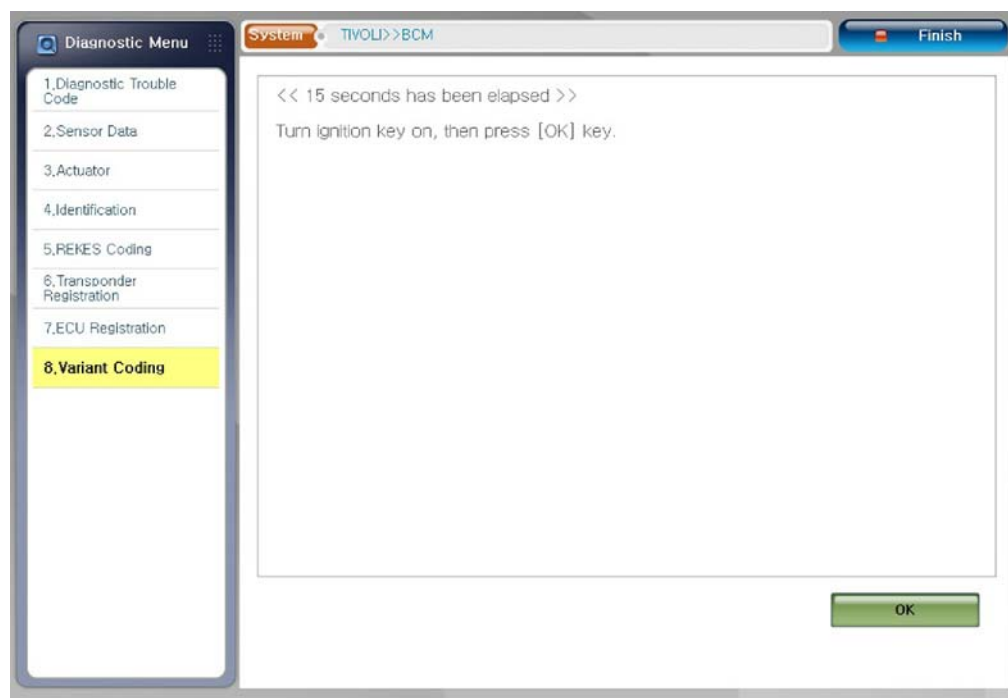 Diagnostic Menu
System
TIVOLI>>BCM
Finish
1,Diagnostic Trouble
Code
2,Sensor Data
3,Actuator
4,Identification
5,REKES Coding
6,Transponder
Registration
7,ECU Registration
8,Variant Coding
<< 15 seconds has been elapsed >>
Turn ignition key on, then press [OK] key.
OK